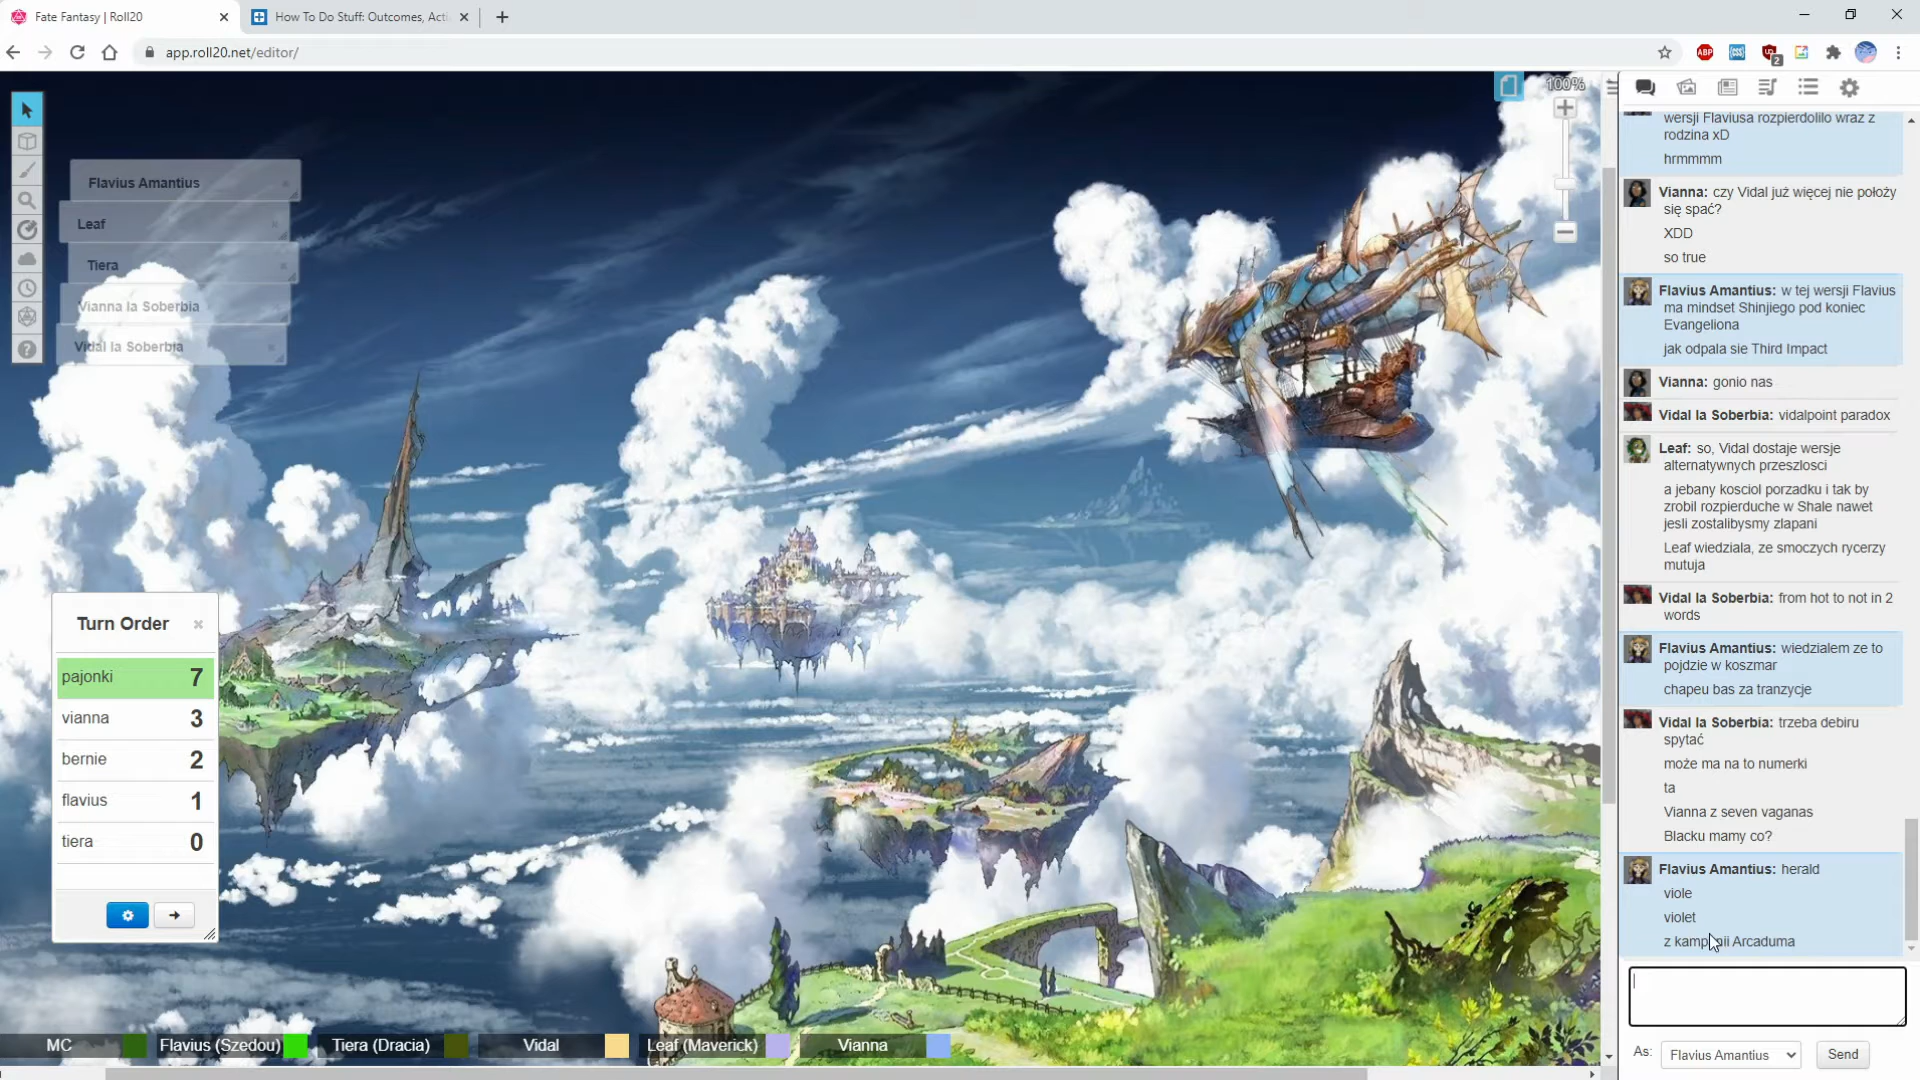 Fate Fantasy | Roll20
How To Do Stuff: Outcomes, Acti
app.roll20.net/editor/
ABP
2
100%
Flavius Amantius
Leaf
Tiera
Vianna la Soberbia
Vidal la Soberbia
Turn Order
pajonki 7
vianna 3
bernie 2
flavius 1
tiera 0
MC
Flavius (Szedou)
Tiera (Dracia)
Vidal
Leaf (Maverick)
Vianna
wersji Flaviusa rozpierdolilo wraz z
rodzina xD
hrmmmm
Vianna: czy Vidal już więcej nie położy
się spać?
XDD
so true
Flavius Amantius: w tej wersji Flavius
ma mindset Shinjiego pod koniec
Evangeliona
jak odpala sie Third Impact
Vianna: gonio nas
Vidal la Soberbia: vidalpoint paradox
Leaf: so, Vidal dostaje wersje
alternatywnych przeszlosci
a jebany kosciol porzadku i tak by
zrobil rozpierduche w Shale nawet
jesli zostalibysmy zlapani
Leaf wiedziala, ze smoczych rycerzy
mutuja
Vidal la Soberbia: from hot to not in 2
words
Flavius Amantius: wiedzialem ze to
pojdzie w koszmar
chapeu bas za tranzycje
Vidal la Soberbia: trzeba debiru
spytać
może ma na to numerki
ta
Vianna z seven vaganas
Blacku mamy co?
Flavius Amantius: herald
viole
violet
z kampanii Arcaduma
As:
Flavius Amantius
Send